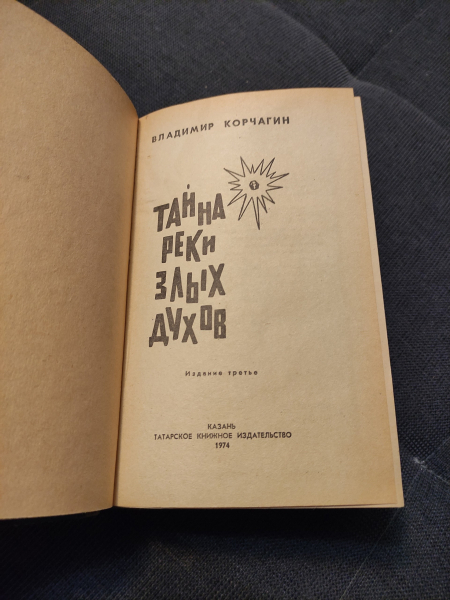 ВЛАДИМИР КОРЧАГИН
ТАЙНА
РЕКИ
ЗЛЫХ
ДУХОВ
Издание третье
КАЗАНЬ
ТАТАРСКОЕ КНИЖНОЕ ИЗДАТЕЛЬСТВО
1974